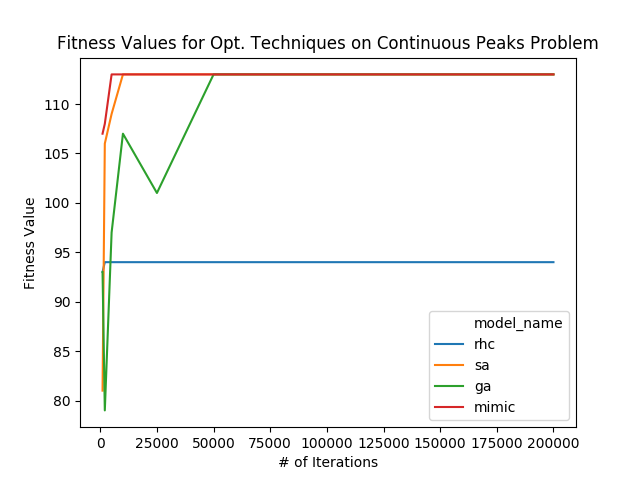 Fitness Values for Opt. Techniques on Continuous Peaks Problem
110
105
100
95
90
85
80
Fitness Value
model_name
rhc
sa
ga
mimic
0 25000 50000 75000 100000 125000 150000 175000 200000
# of Iterations